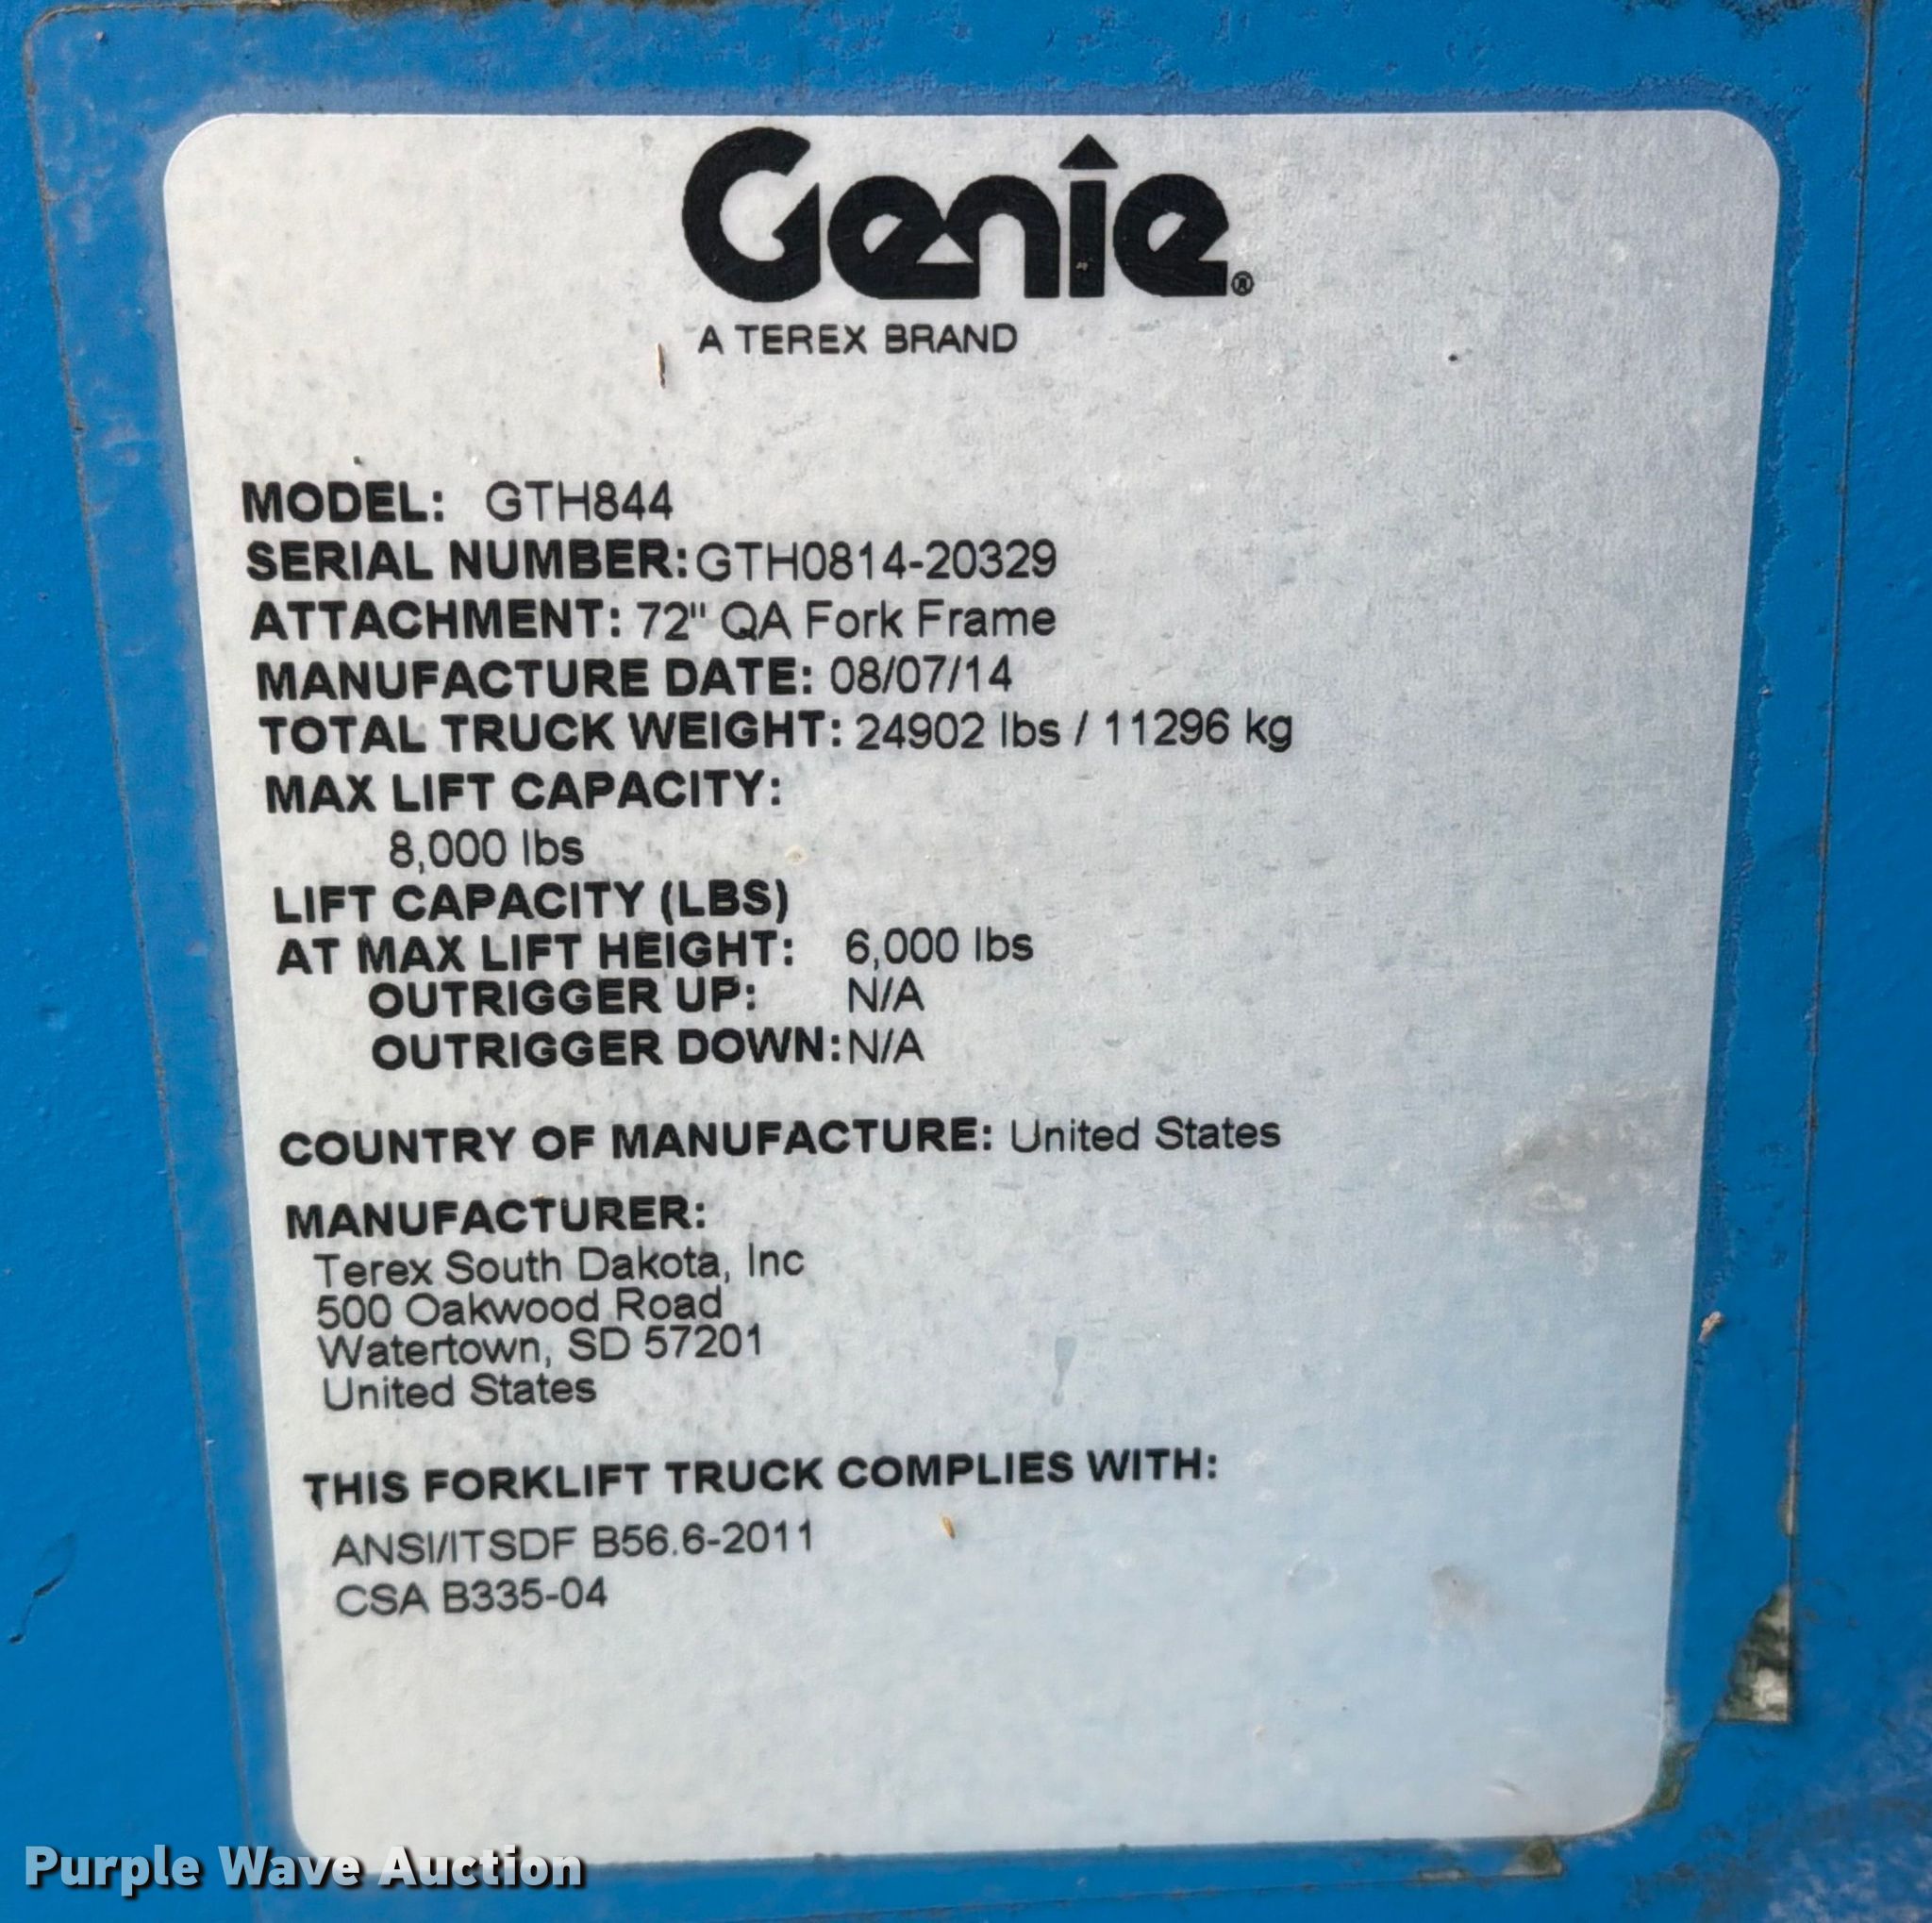 Genie®
A TEREX BRAND
MODEL: GTH844
SERIAL NUMBER: GTH0814-20329
ATTACHMENT: 72" QA Fork Frame
MANUFACTURE DATE: 08/07/14
TOTAL TRUCK WEIGHT: 24902 lbs / 11296 kg
MAX LIFT CAPACITY:
8,000 lbs
LIFT CAPACITY (LBS)
AT MAX LIFT HEIGHT: 6,000 lbs
OUTRIGGER UP: N/A
OUTRIGGER DOWN: N/A
COUNTRY OF MANUFACTURE: United States
MANUFACTURER:
Terex South Dakota, Inc
500 Oakwood Road
Watertown, SD 57201
United States
THIS FORKLIFT TRUCK COMPLIES WITH:
ANSI/ITSDF B56.6-2011
CSA B335-04
Purple Wave Auction